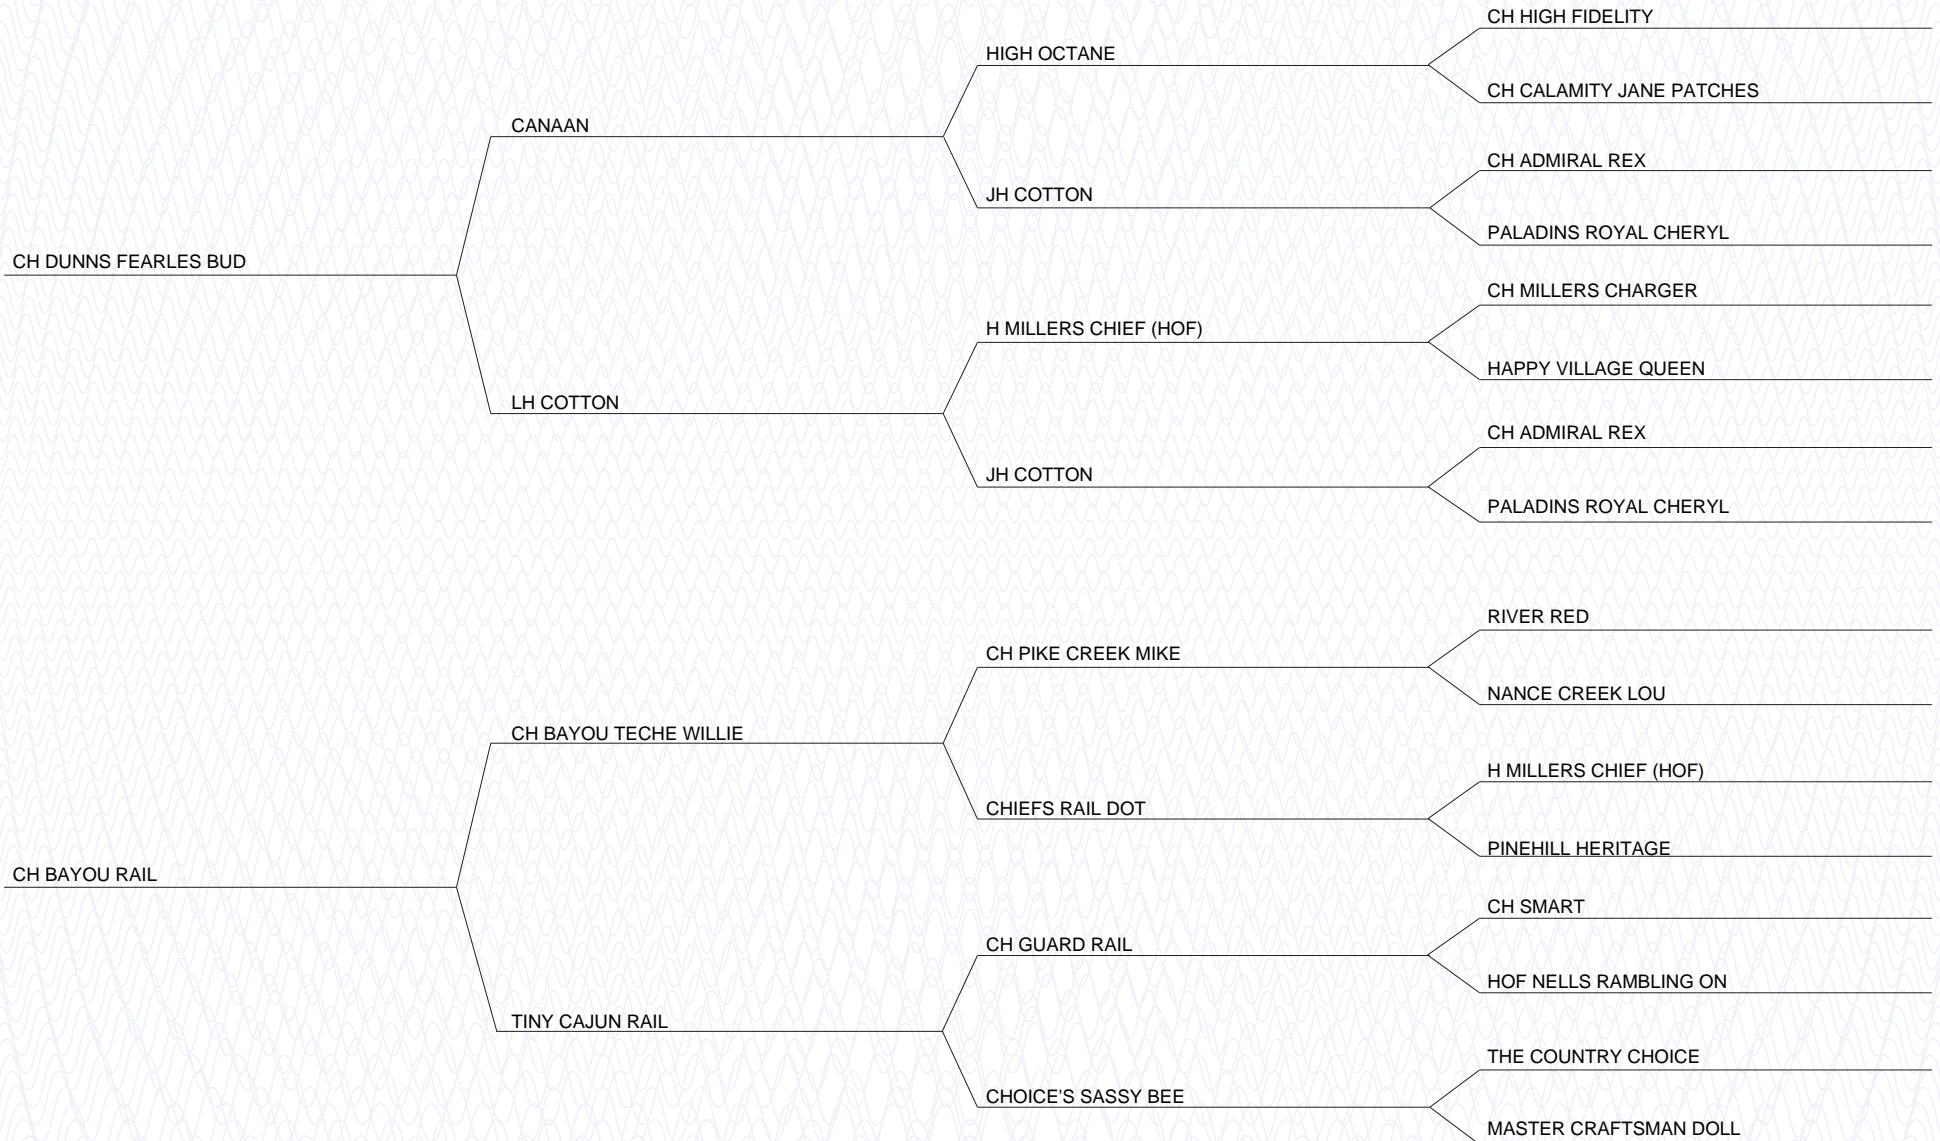 CH HIGH FIDELITY
HIGH OCTANE
CH CALAMITY JANE PATCHES
CANAAN
CH ADMIRAL REX
JH COTTON
PALADINS ROYAL CHERYL
CH DUNNS FEARLES BUD
CH MILLERS CHARGER
H MILLERS CHIEF (HOF)
HAPPY VILLAGE QUEEN
LH COTTON
CH ADMIRAL REX
JH COTTON
PALADINS ROYAL CHERYL
RIVER RED
CH PIKE CREEK MIKE
NANCE CREEK LOU
CH BAYOU TECHE WILLIE
H MILLERS CHIEF (HOF)
CHIEFS RAIL DOT
PINEHILL HERITAGE
CH BAYOU RAIL
CH SMART
CH GUARD RAIL
HOF NELLS RAMBLING ON
TINY CAJUN RAIL
THE COUNTRY CHOICE
CHOICE'S SASSY BEE
MASTER CRAFTSMAN DOLL